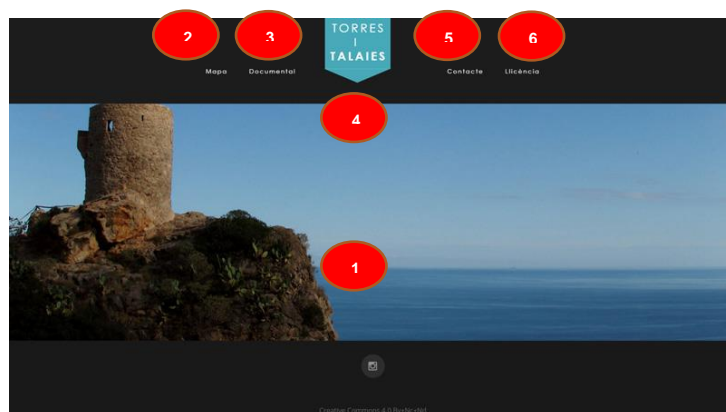 2
3
TORRES
I
TALAIES
5
6
Mapa
Documental
Contacte
Llicència
4
1